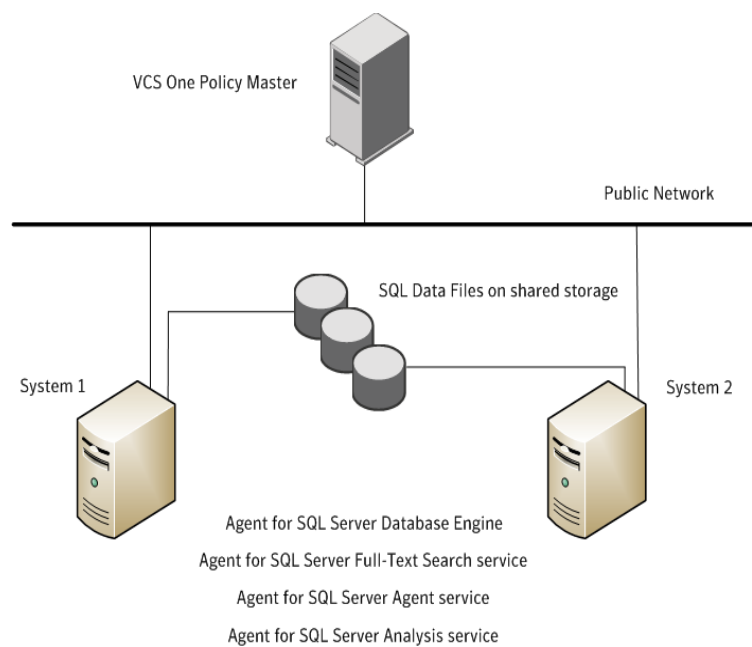 VCS One Policy Master
Public Network
SQL Data Files on shared storage
System 1
System 2
Agent for SQL Server Database Engine
Agent for SQL Server Full-Text Search service
Agent for SQL Server Agent service
Agent for SQL Server Analysis service